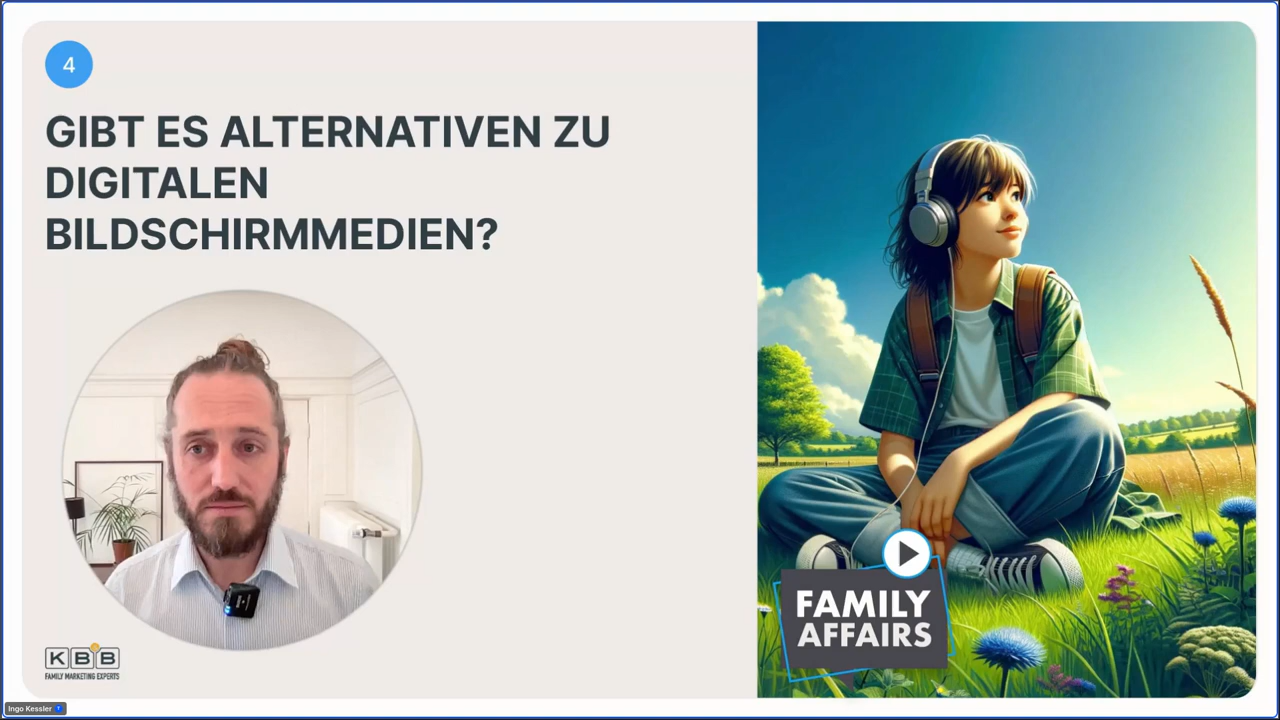 4
GIBT ES ALTERNATIVEN ZU
DIGITALEN
BILDSCHIRMMEDIEN?
KBB
FAMILY MARKETING EXPERTS
FAMILY
AFFAIRS
Ingo Kessler